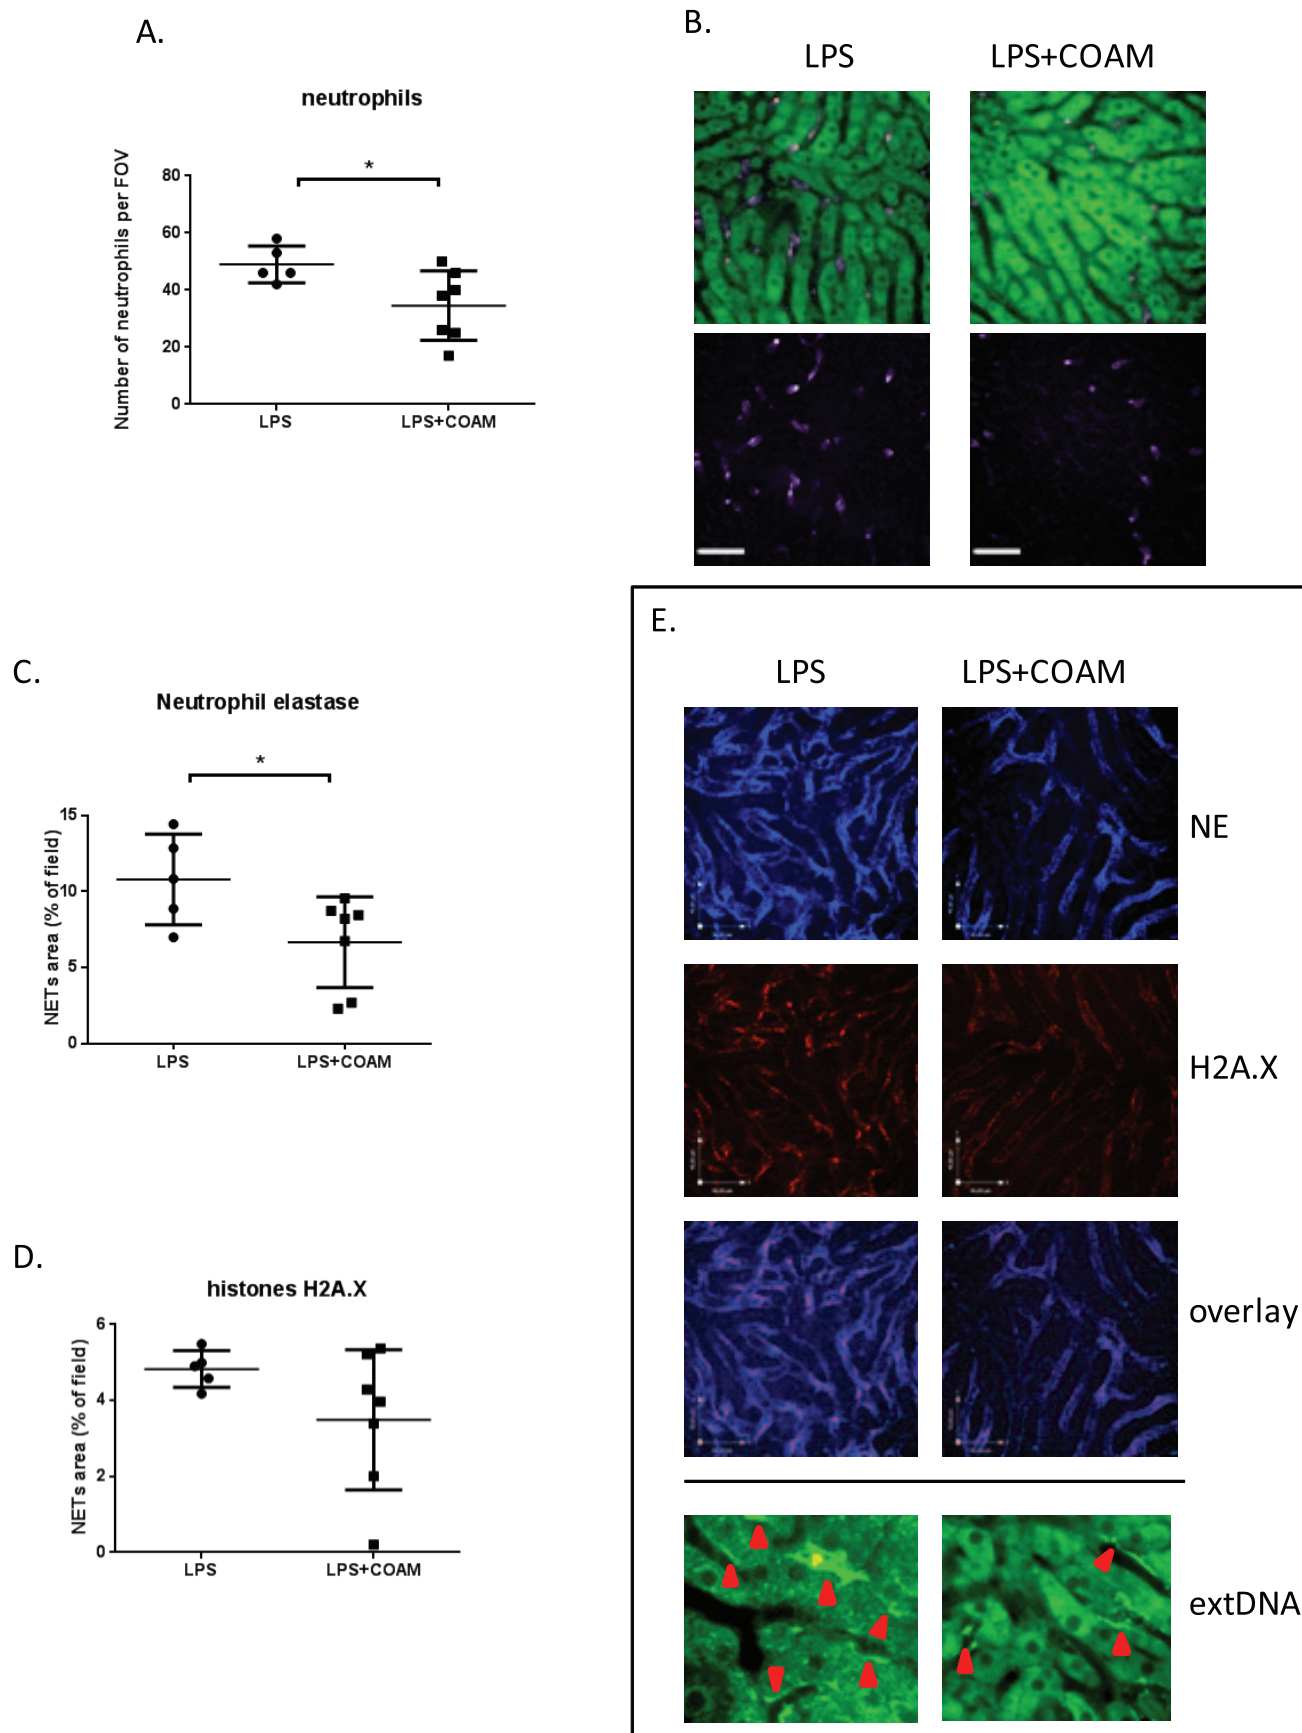 A.
neutrophils
Number of neutrophils per FOV
80
60
40
20
0
*
LPS
LPS+COAM
B.
LPS
LPS+COAM
C.
Neutrophil elastase
NETs area (% of field)
15
10
5
0
*
LPS
LPS+COAM
D.
histones H2A.X
NETs area (% of field)
6
4
2
0
LPS
LPS+COAM
E.
LPS
LPS+COAM
NE
H2A.X
overlay
extDNA